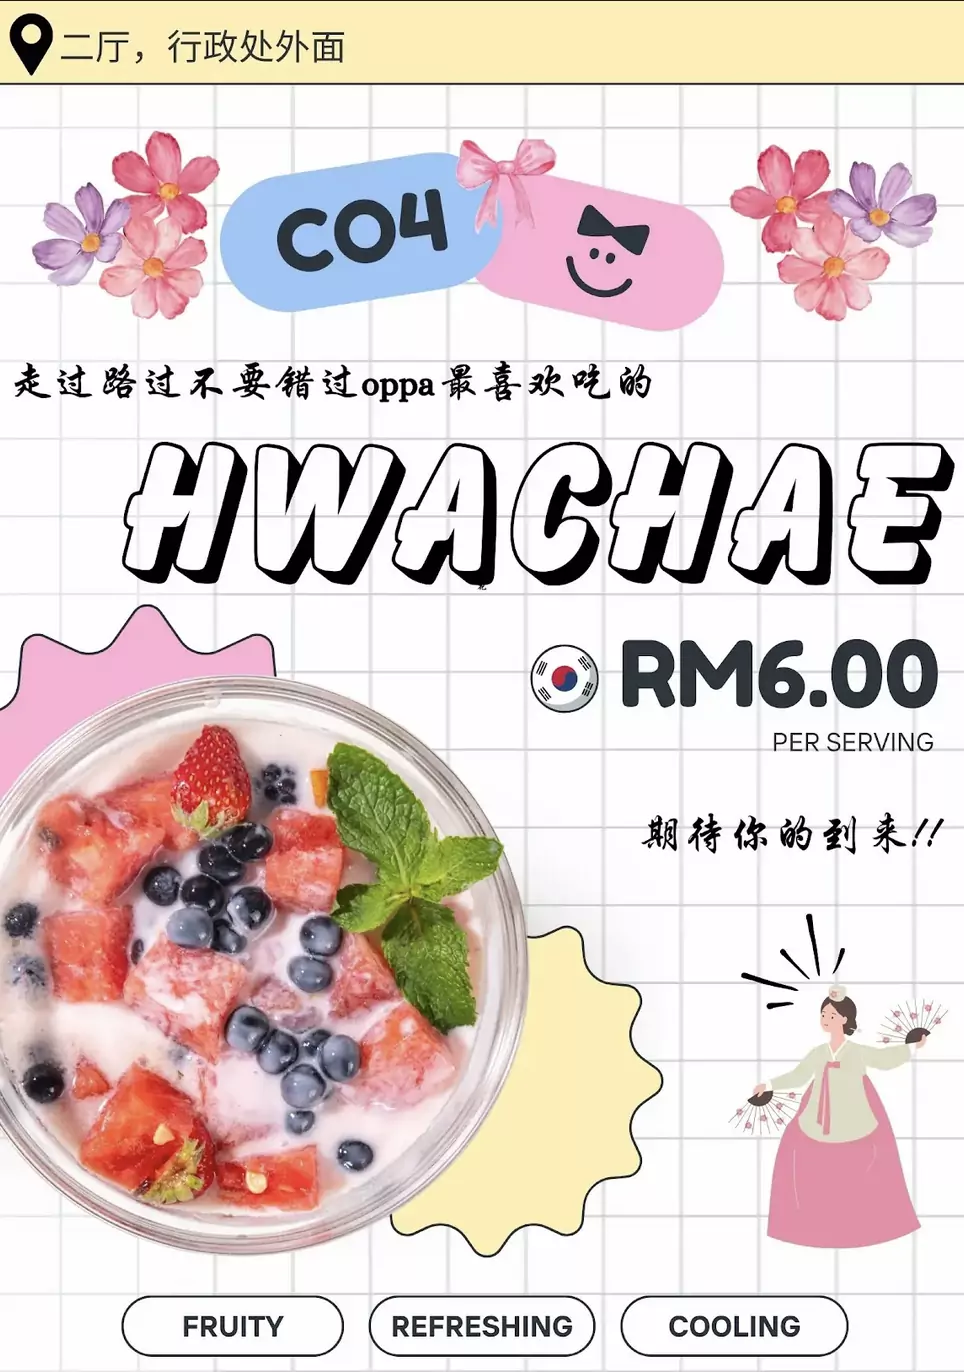 二厅，行政处外面
CO4
走过路过不要错过oppa最喜欢吃的
HWACHAE
RM6.00
PER SERVING
期待你的到来!!
FRUITY
REFRESHING
COOLING